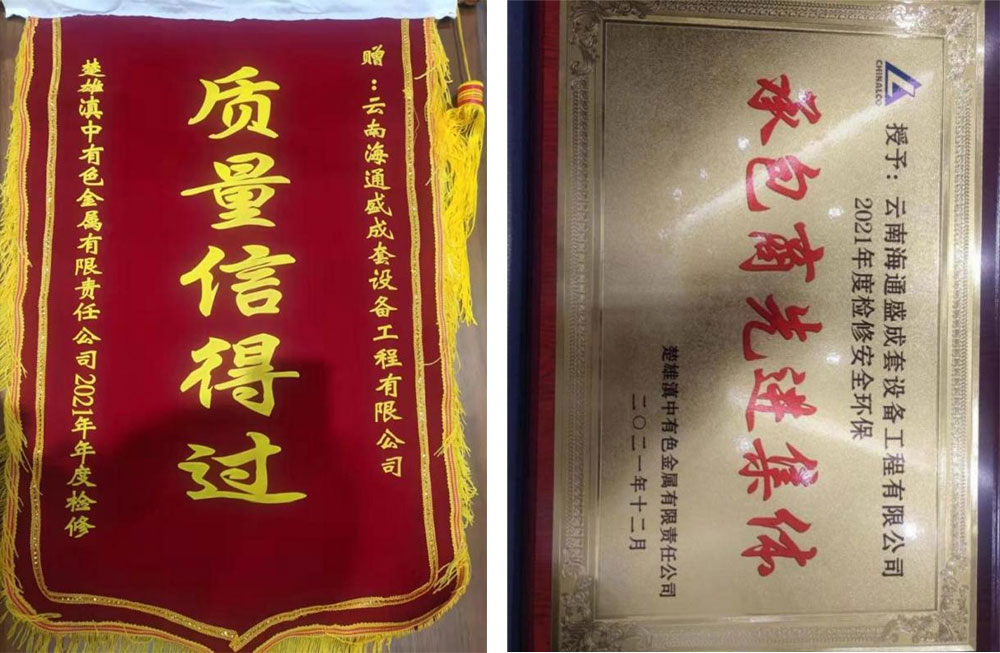 赠：云南海通盛成套设备工程有限公司
质量信得过
楚雄滇中有色金属有限责任公司2021年年度检修
CHINALCO
授予：云南海通盛成套设备工程有限公司
2021年度检修安全环保
承包商先进集体
楚雄滇中有色金属有限责任公司
二〇二一年十二月